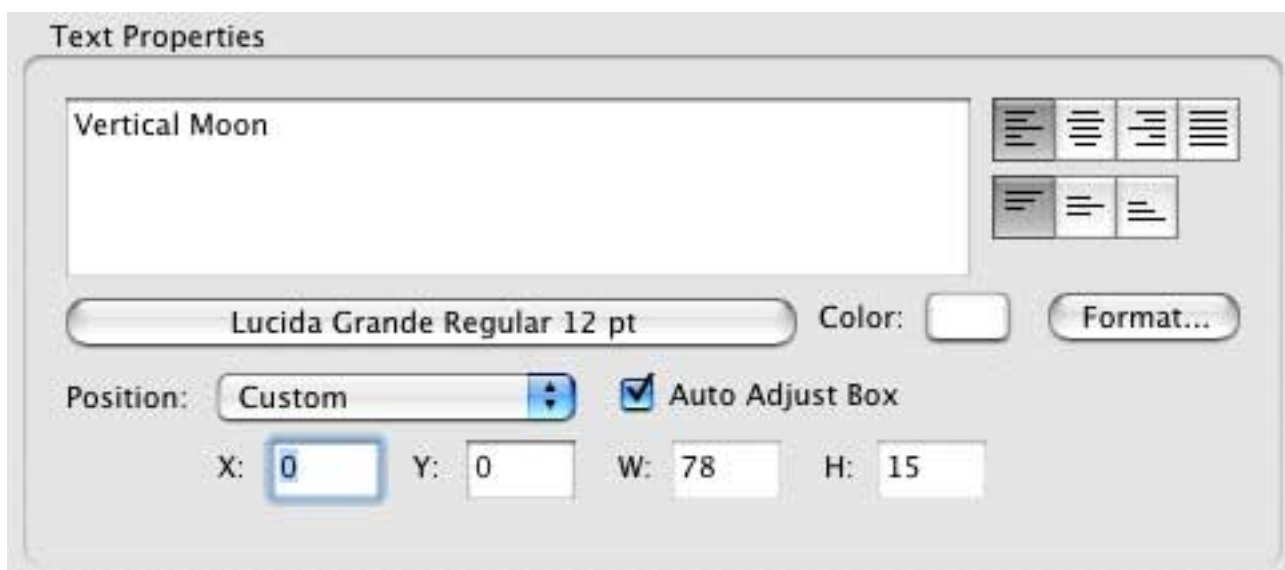 Text Properties
Vertical Moon
Lucida Grande Regular 12 pt Color: Format...
Position: Custom Auto Adjust Box
X: 0 Y: 0 W: 78 H: 15